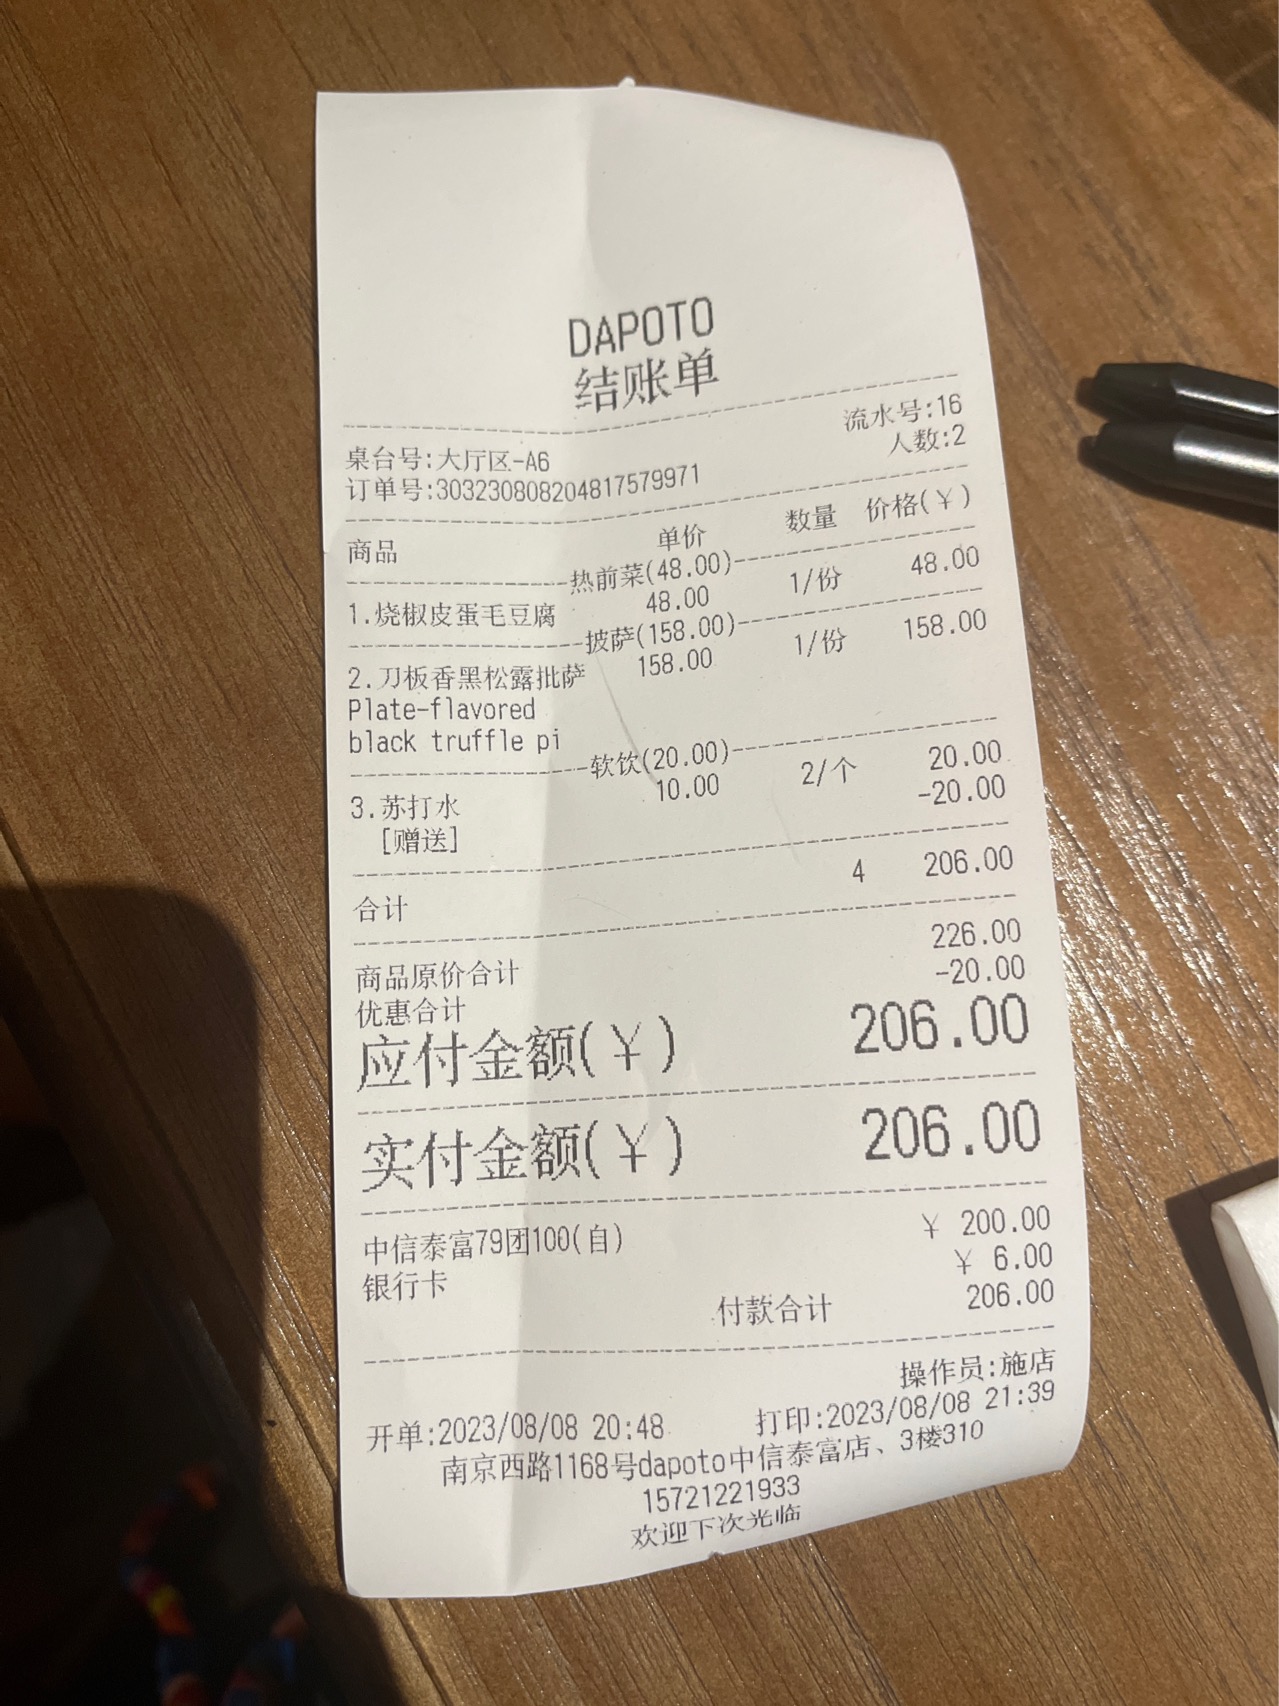 DAPOTO
结账单
流水号:16
桌台号:大厅区-A6 人数:2
订单号:303230808204817579971
商品 单价 数量 价格(¥)
热前菜(48.00)
1.烧椒皮蛋毛豆腐 48.00 1/份 48.00
披萨(158.00)
2.刀板香黑松露批萨 158.00 1/份 158.00
Plate-flavored
black truffle pi
软饮(20.00)
3.苏打水 10.00 2/个 20.00
[赠送] -20.00
合计 4 206.00
商品原价合计 226.00
优惠合计 -20.00
应付金额(¥) 206.00
实付金额(¥) 206.00
中信泰富79团100(自) ¥ 200.00
银行卡 ¥ 6.00
付款合计 206.00
操作员:施店
开单:2023/08/08 20:48 打印:2023/08/08 21:39
南京西路1168号dapoto中信泰富店、3楼310
15721221933
欢迎下次光临